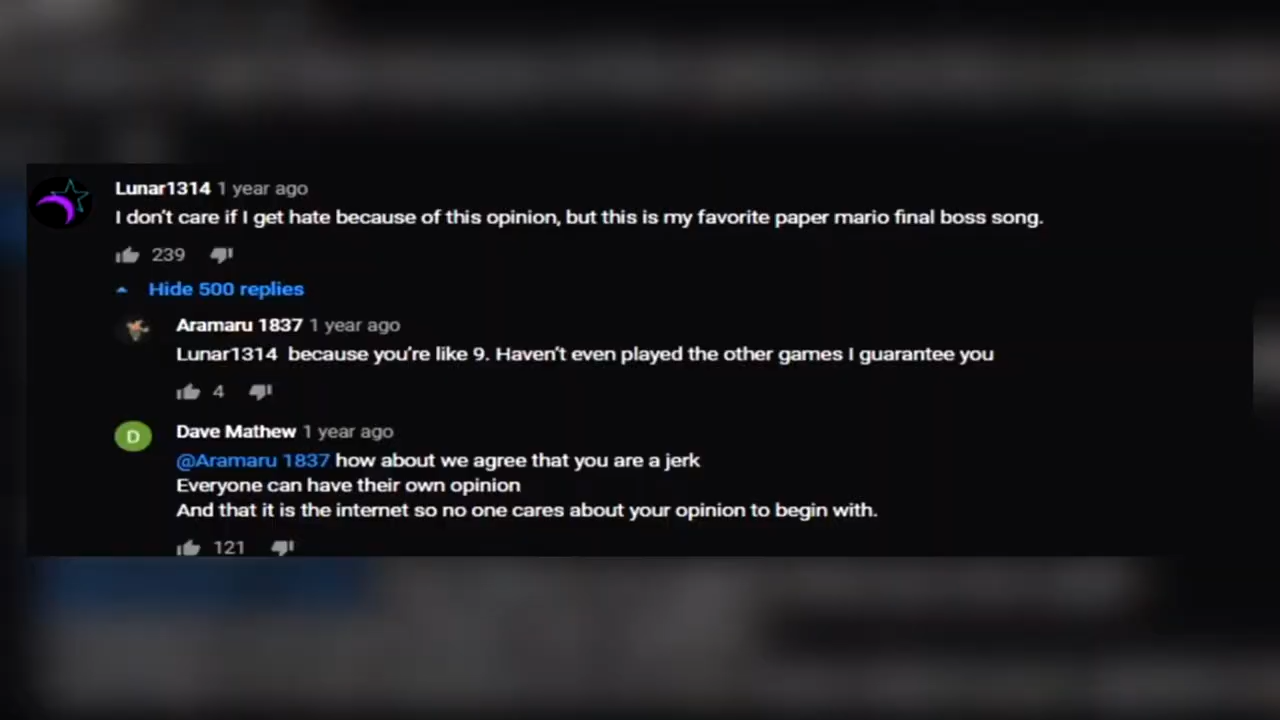 Lunar1314 1 year ago
I don't care if I get hate because of this opinion, but this is my favorite paper mario final boss song.
239
Hide 500 replies
Aramaru 1837 1 year ago
Lunar1314 because you're like 9. Haven't even played the other games I guarantee you
4
D
Dave Mathew 1 year ago
@Aramaru 1837 how about we agree that you are a jerk
Everyone can have their own opinion
And that it is the internet so no one cares about your opinion to begin with.
121